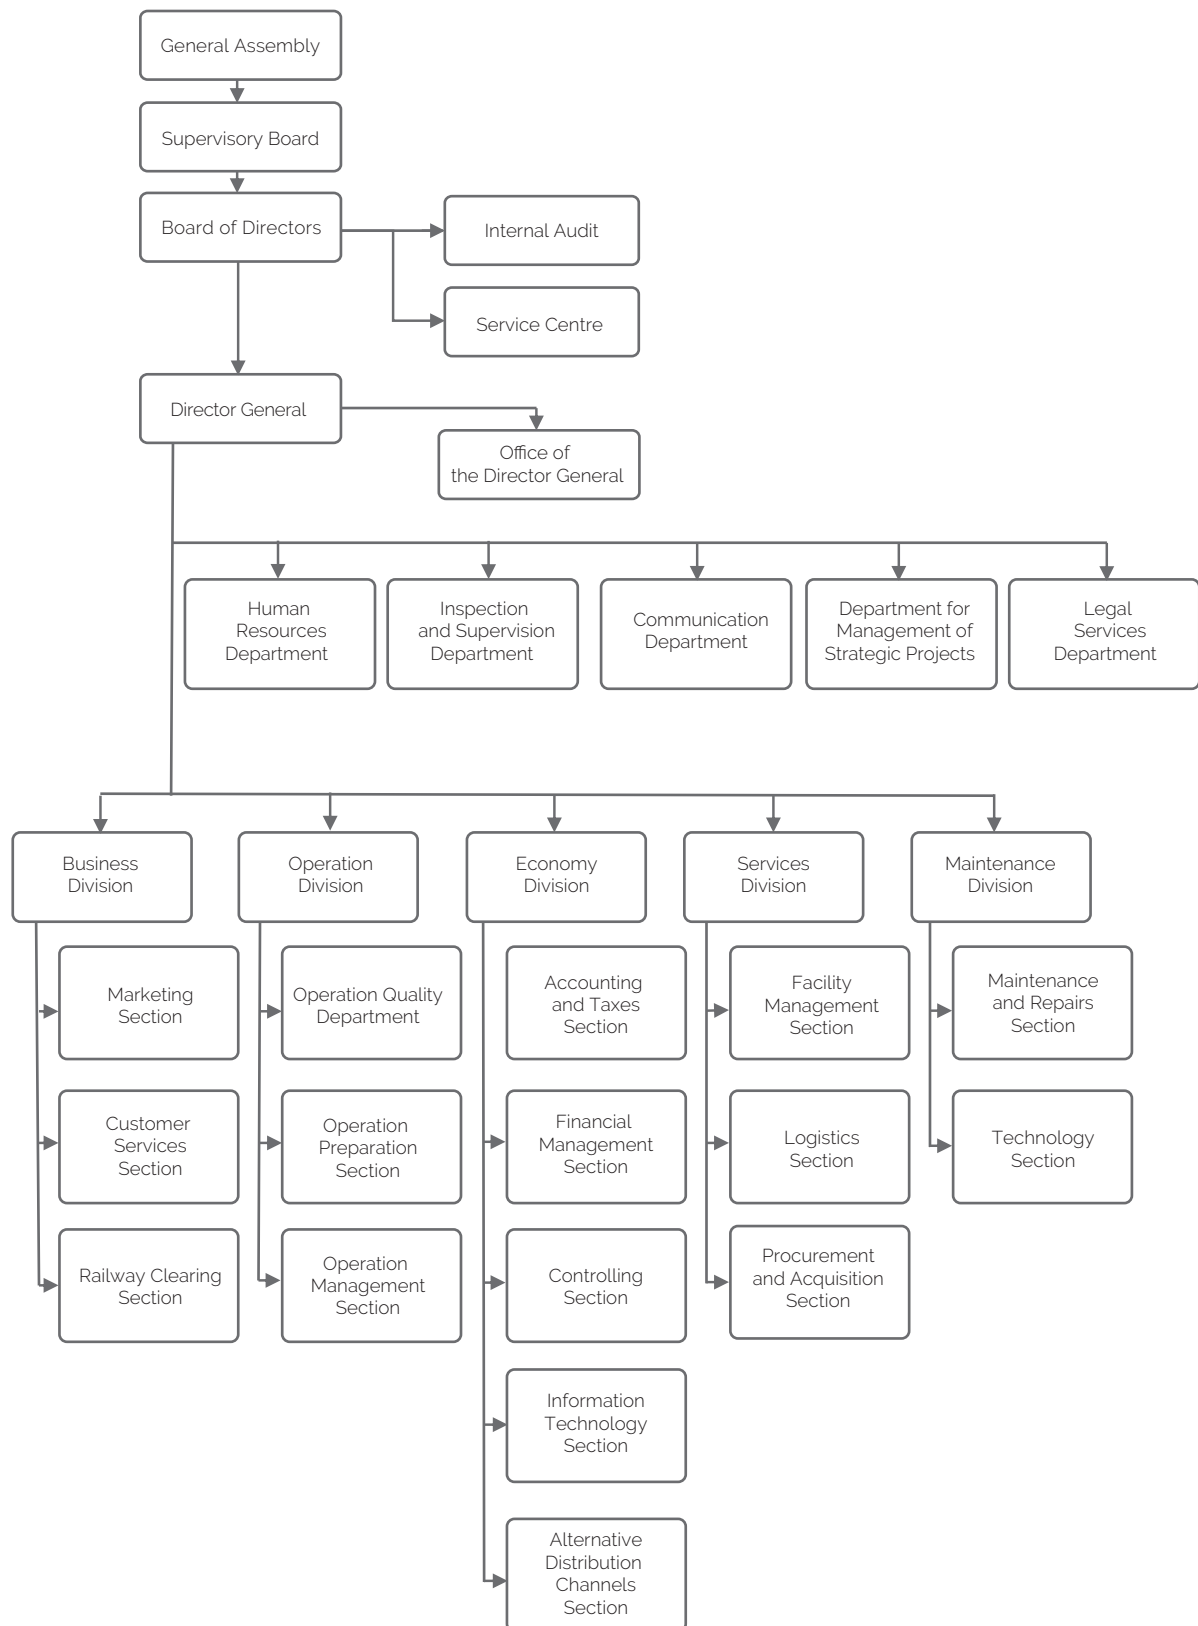 General Assembly
Supervisory Board
Board of Directors
Internal Audit
Service Centre
Director General
Office of
the Director General
Human
Resources
Department
Inspection
and Supervision
Department
Communication
Department
Department for
Management of
Strategic Projects
Legal
Services
Department
Business
Division
Operation
Division
Economy
Division
Services
Division
Maintenance
Division
Marketing
Section
Operation Quality
Department
Accounting
and Taxes
Section
Facility
Management
Section
Maintenance
and Repairs
Section
Customer
Services
Section
Operation
Preparation
Section
Financial
Management
Section
Logistics
Section
Technology
Section
Railway Clearing
Section
Operation
Management
Section
Controlling
Section
Procurement
and Acquisition
Section
Information
Technology
Section
Alternative
Distribution
Channels
Section